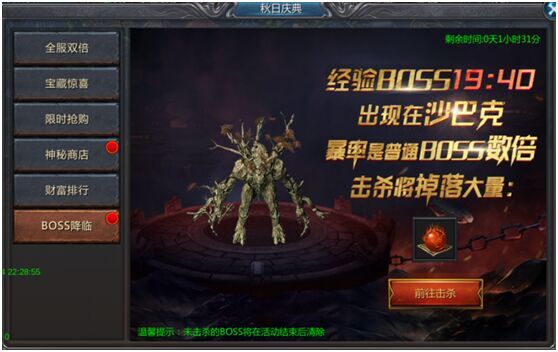 秋日庆典
剩余时间:0天1小时31分
全服双倍
宝藏惊喜
限时抢购
神秘商店
财富排行
BOSS降临
经验BOSS19:40
出现在沙巴克
暴率是普通BOSS数倍
击杀将掉落大量:
前往击杀
4 22:28:55
0
温馨提示：未击杀的BOSS将在活动结束后清除